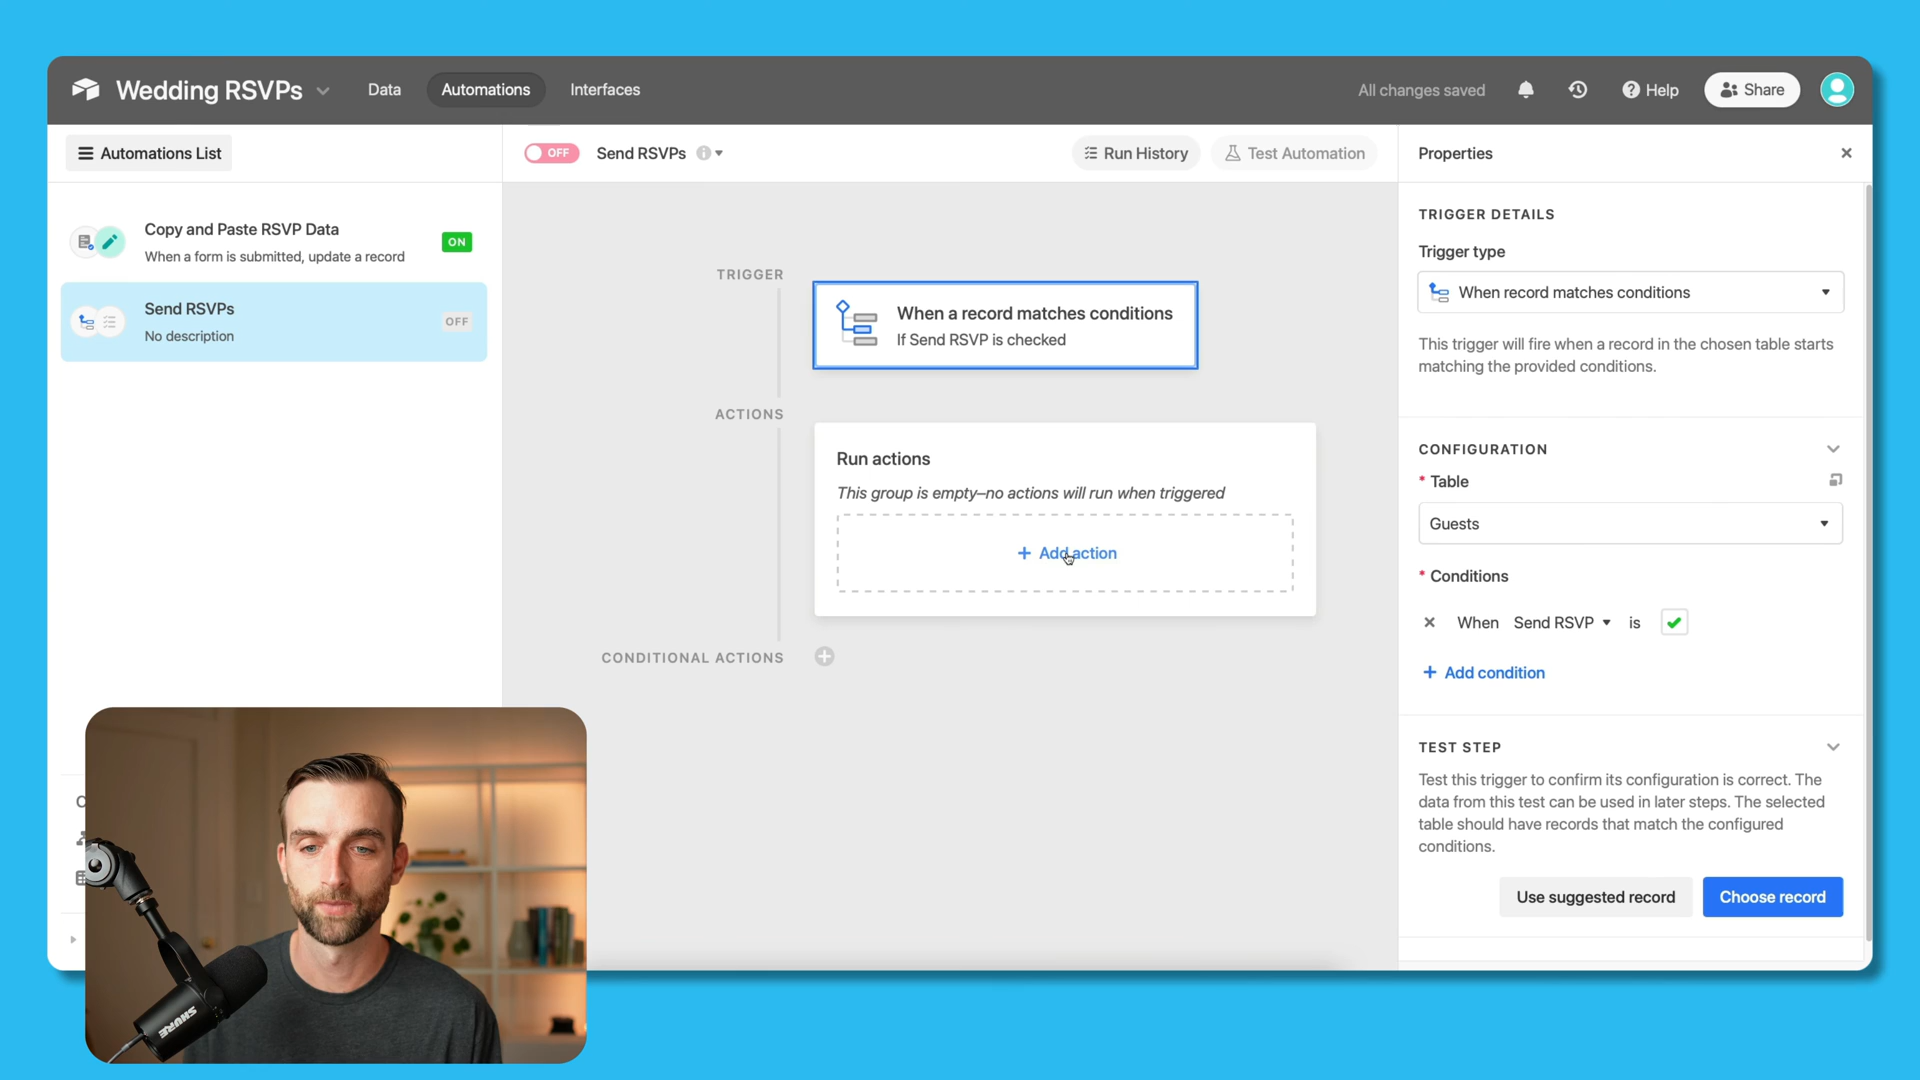 Wedding RSVPs
Data
Automations
Interfaces
All changes saved
Help
Share
Automations List
OFF
Send RSVPs
Run History
Test Automation
Properties
Copy and Paste RSVP Data
When a form is submitted, update a record
ON
Send RSVPs
No description
OFF
TRIGGER
When a record matches conditions
If Send RSVP is checked
ACTIONS
Run actions
This group is empty–no actions will run when triggered
+ Add action
CONDITIONAL ACTIONS
TRIGGER DETAILS
Trigger type
When record matches conditions
This trigger will fire when a record in the chosen table starts
matching the provided conditions.
CONFIGURATION
* Table
Guests
* Conditions
When Send RSVP is
+ Add condition
TEST STEP
Test this trigger to confirm its configuration is correct. The
data from this test can be used in later steps. The selected
table should have records that match the configured
conditions.
Use suggested record
Choose record
SHURE